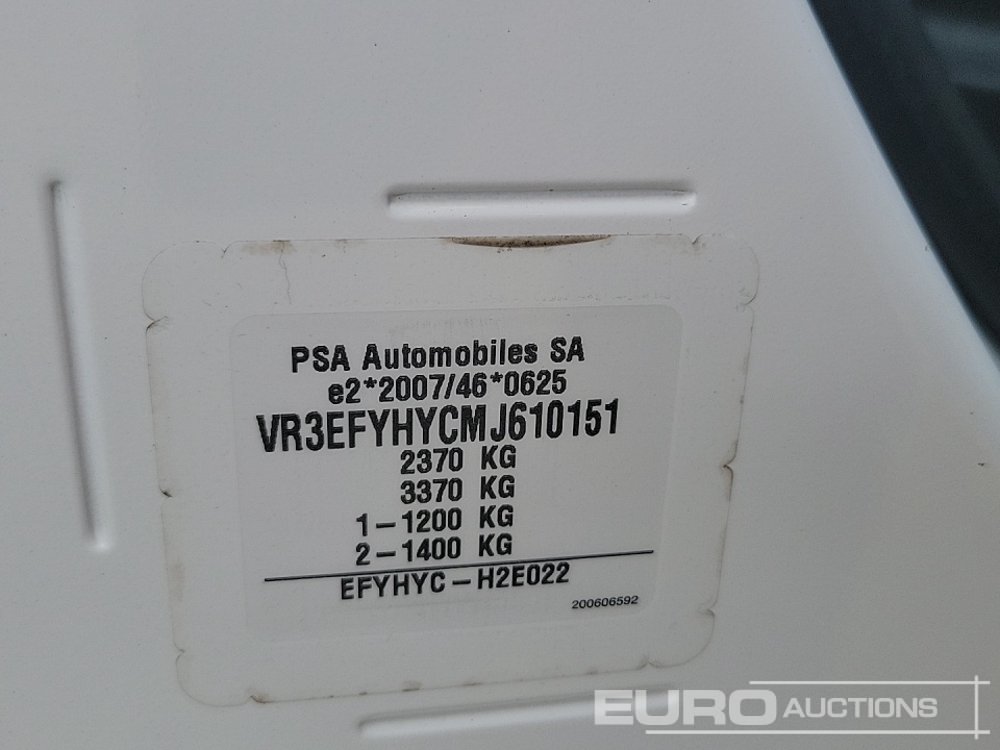 PSA Automobiles SA
e2*2007/46*0625
VR3EFYHYCMJ610151
2370 KG
3370 KG
1-1200 KG
2-1400 KG
EFYHYC-H2E022
200606592
EURO AUCTIONS